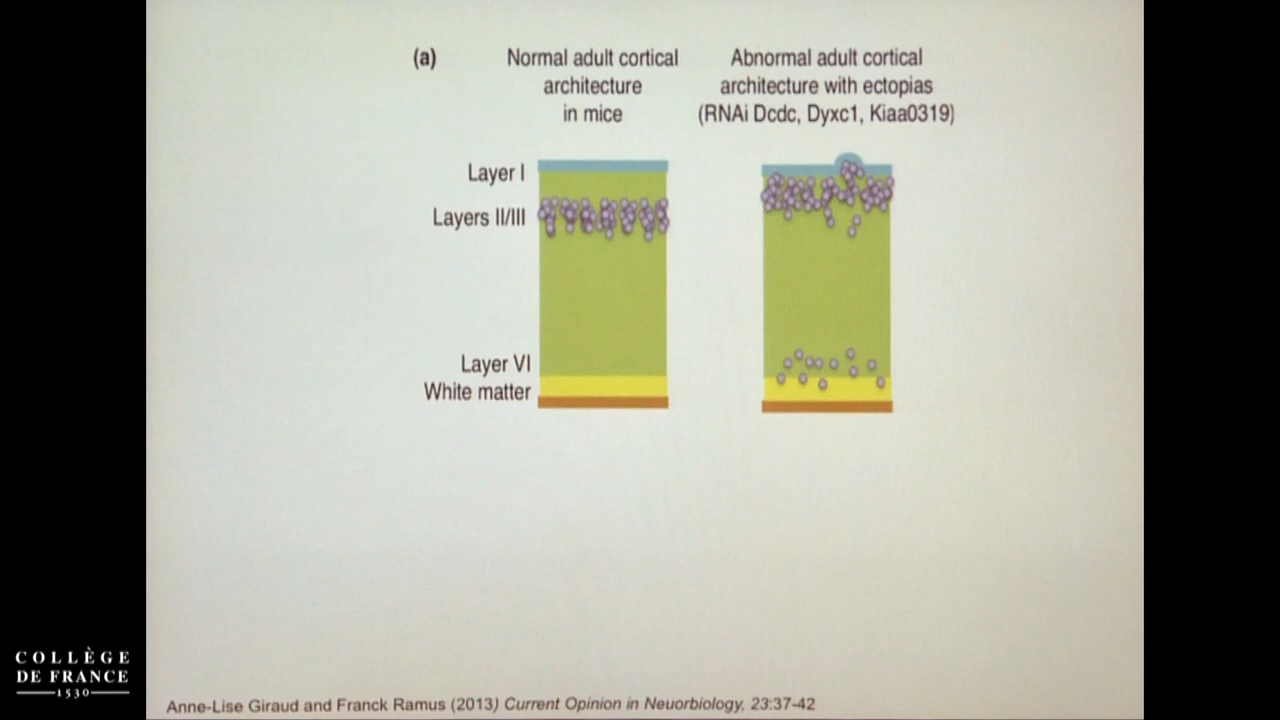 (a)
Normal adult cortical
architecture
in mice
Abnormal adult cortical
architecture with ectopias
(RNAi Dcdc, Dyxc1, Kiaa0319)
Layer I
Layers II/III
Layer VI
White matter
COLLÈGE
DE FRANCE
1530
Anne-Lise Giraud and Franck Ramus (2013) Current Opinion in Neuorbiology, 23:37-42